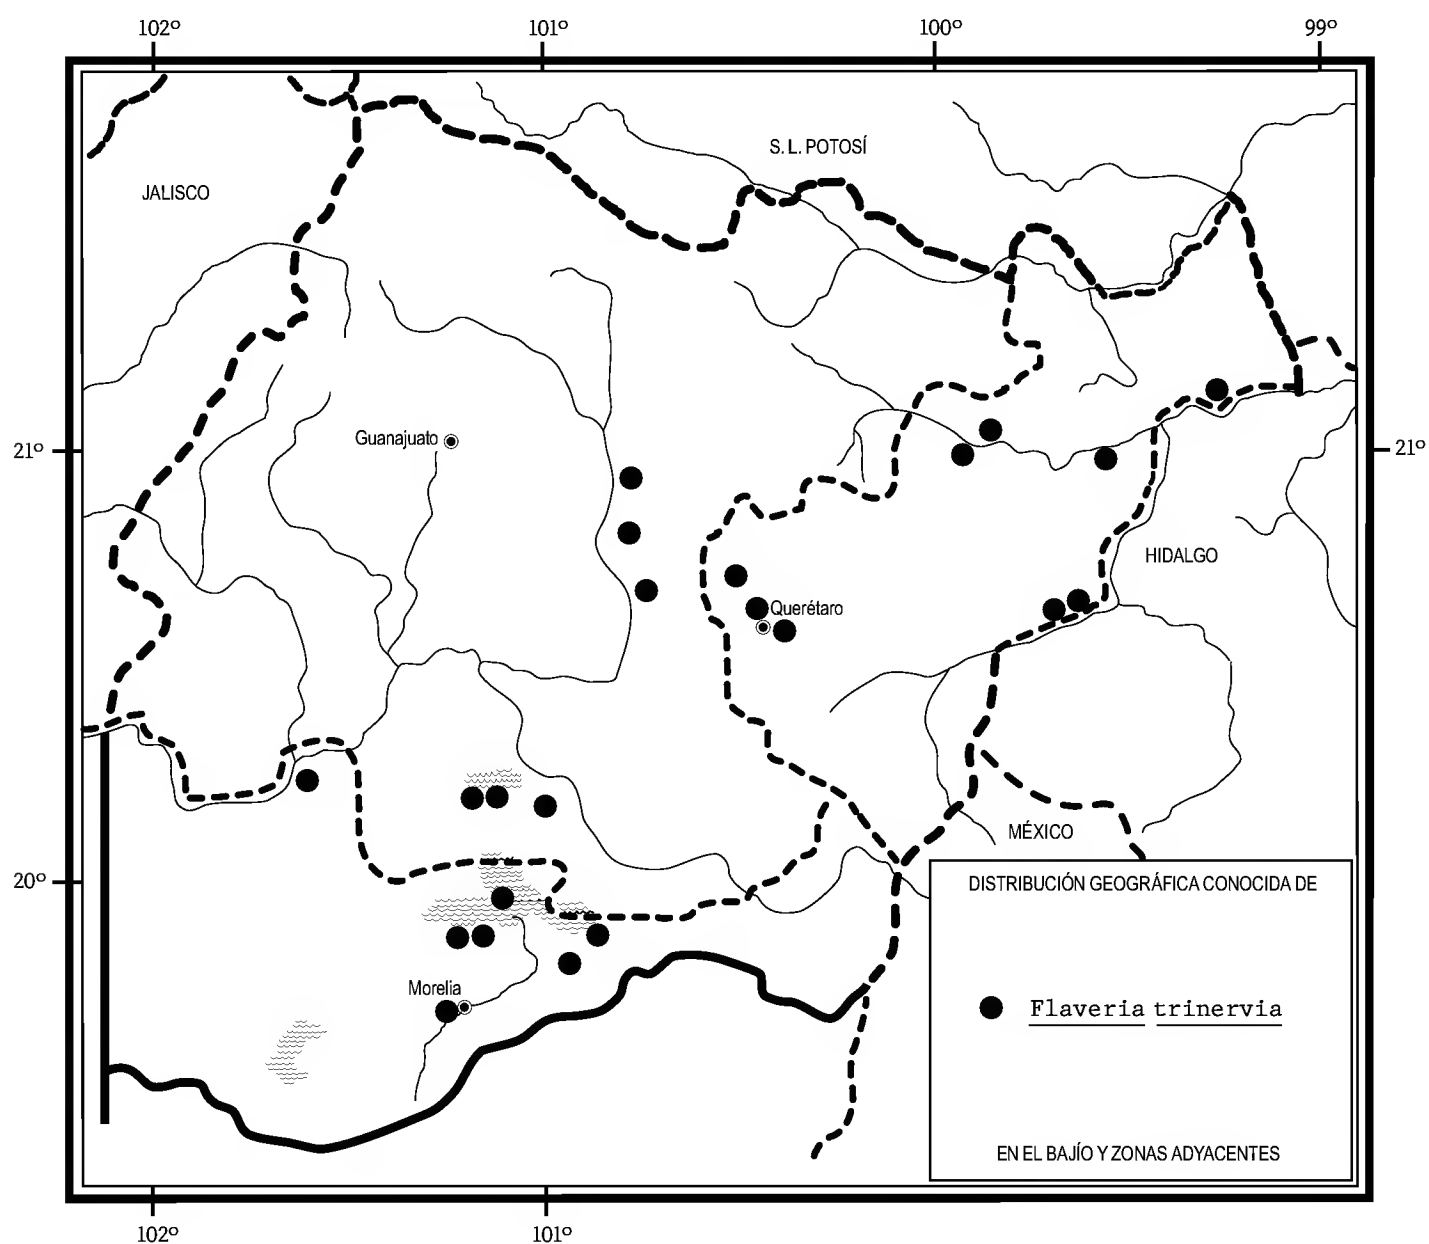 102º
101º
100º
99º
S. L. POTOSÍ
JALISCO
Guanajuato
21º
21º
HIDALGO
Querétaro
MÉXICO
20º
DISTRIBUCIÓN GEOGRÁFICA CONOCIDA DE
Morelia
Flaveria trinervia
EN EL BAJÍO Y ZONAS ADYACENTES
102º
101º